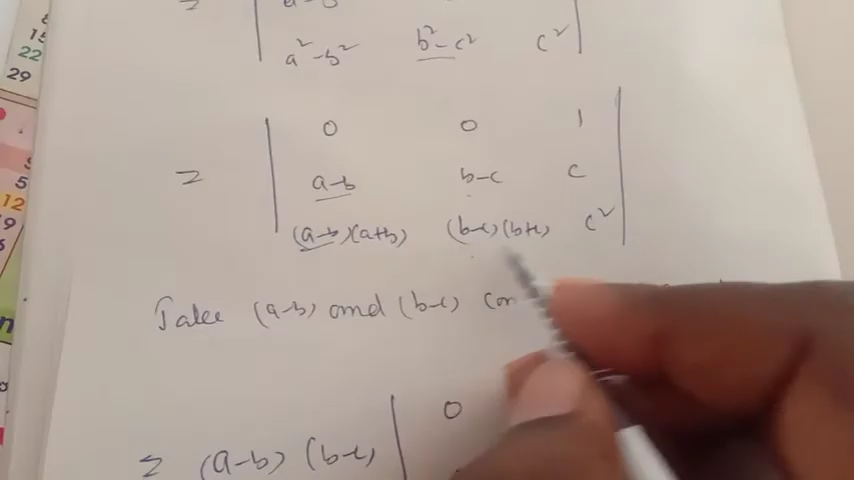 a²-b² b²-c² c²
= | 0 0 1 |
a-b b-c c
(a-b)(a+b) (b-c)(b+c) c²
Take (a-b) and (b-c)
= (a-b) (b-c) | 0